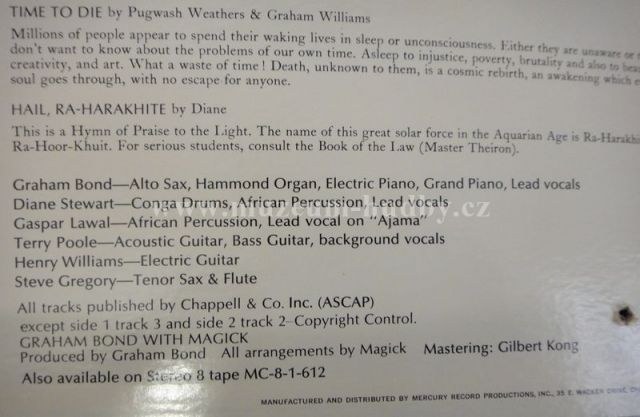 TIME TO DIE by Pugwash Weathers & Graham Williams
Millions of people appear to spend their waking lives in sleep or unconsciousness. Either they are unaware or
don't want to know about the problems of our own time. Asleep to injustice, poverty, brutality and also to
creativity, and art. What a waste of time! Death, unknown to them, is a cosmic rebirth, an awakening which
soul goes through, with no escape for anyone.
HAIL, RA-HARAKHITE by Diane
This is a Hymn of Praise to the Light. The name of this great solar force in the Aquarian Age is
Ra-Hoor-Khuit. For serious students, consult the Book of the Law (Master Theiron).
Graham Bond—Alto Sax, Hammond Organ, Electric Piano, Grand Piano, Lead vocals
Diane Stewart—Conga Drums, African Percussion, Lead vocals
Gaspar Lawal—African Percussion, Lead vocal on "Ajama"
Terry Poole—Acoustic Guitar, Bass Guitar, background vocals
Henry Williams—Electric Guitar
Steve Gregory—Tenor Sax & Flute
All tracks published by Chappell & Co. Inc. (ASCAP)
except side 1 track 3 and side 2 track 2–Copyright Control.
GRAHAM BOND WITH MAGICK
Produced by Graham Bond All arrangements by Magick Mastering: Gilbert Kong
Also available on Stereo 8 tape MC-8-1-612
MANUFACTURED AND DISTRIBUTED BY MERCURY RECORD PRODUCTIONS, INC., 35 E. WACKER DRIVE,